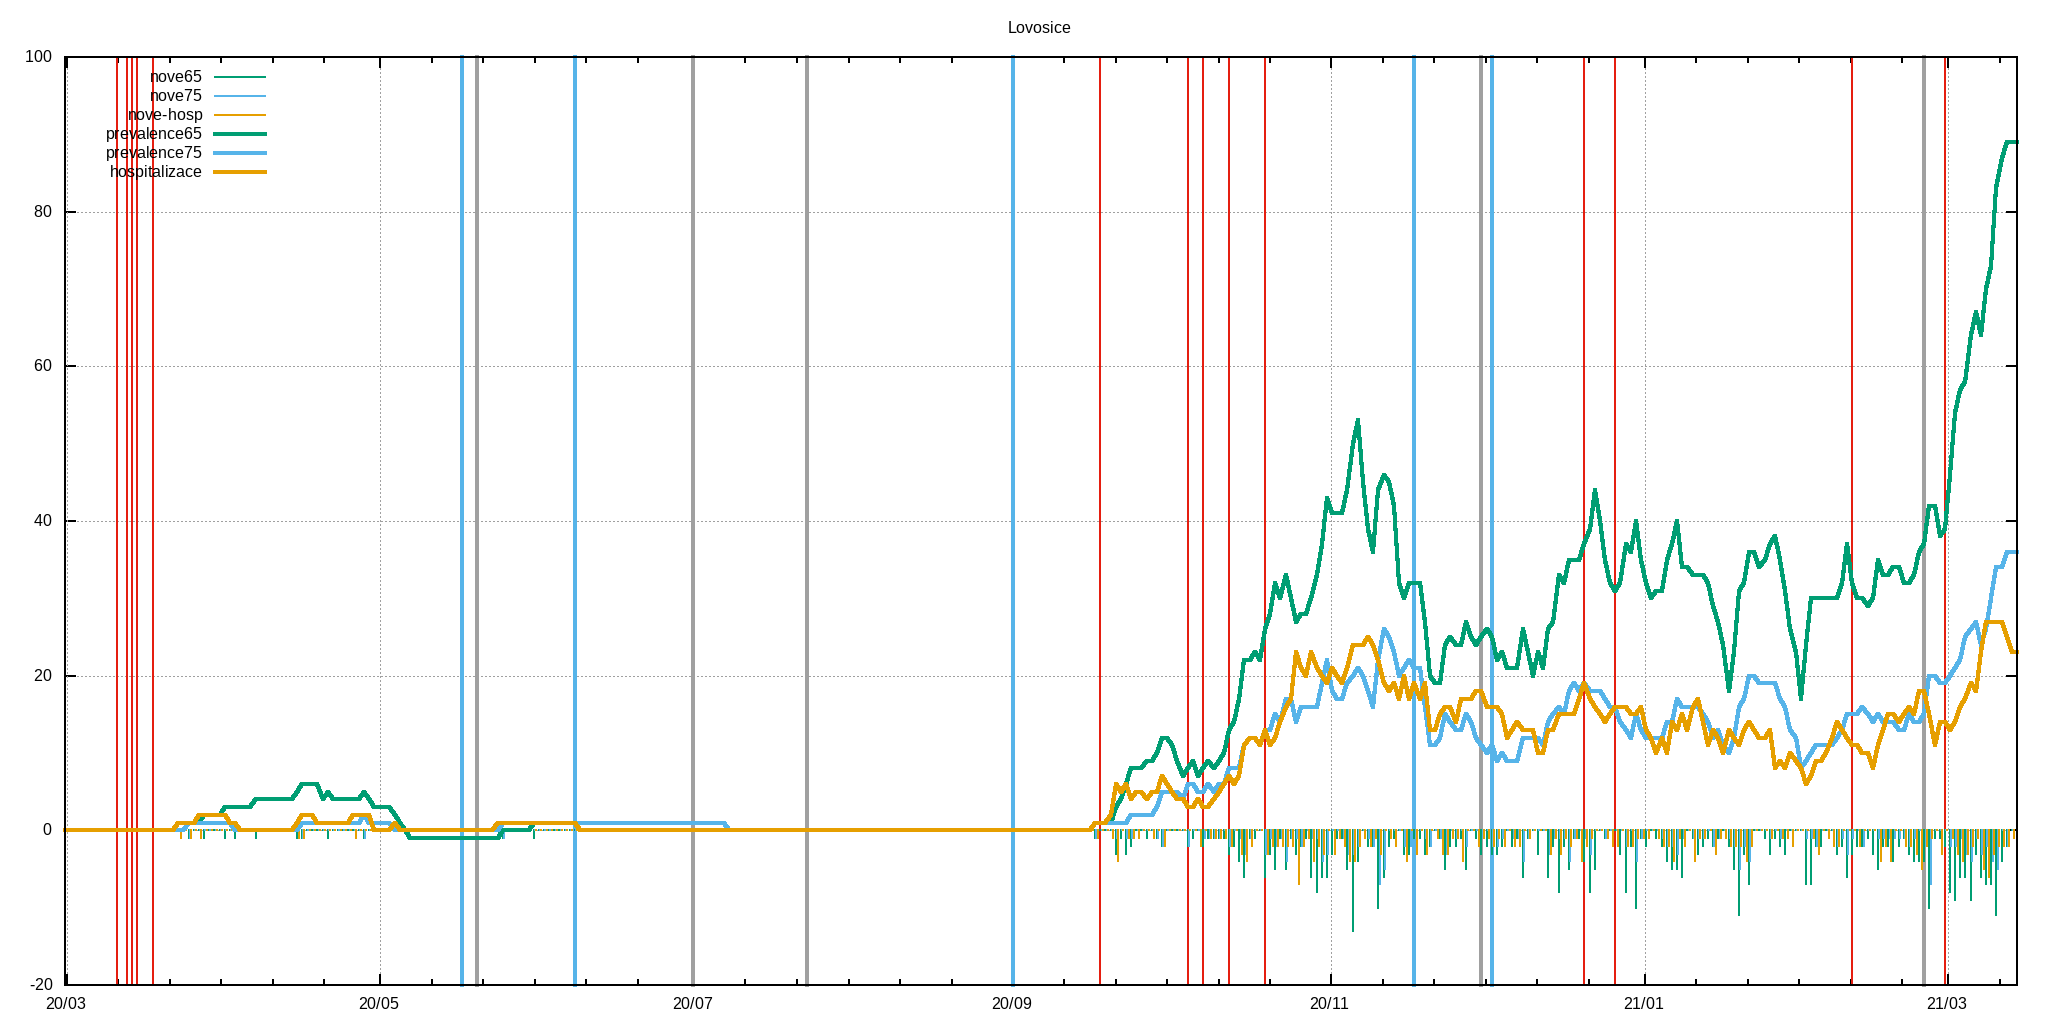 Lovosice
100
nove65
nove75
nove-hosp
prevalence65
prevalence75
hospitalizace
80
60
40
20
0
-20
20/03 20/05 20/07 20/09 20/11 21/01 21/03